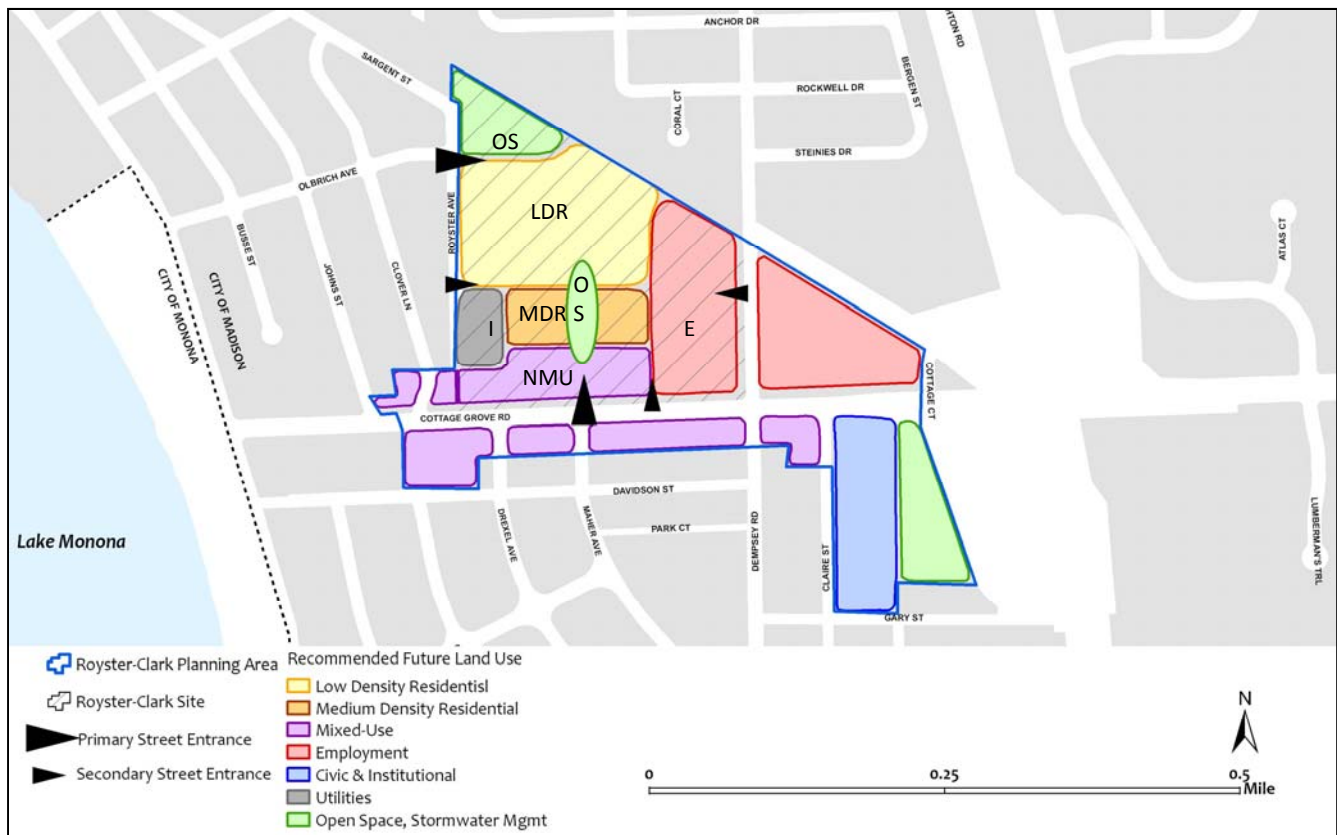 ANCHOR DR
HTON RD
SARGENT ST
BERGEN ST
ROCKWELL DR
CORAL CT
STEINIES DR
OS
OLBRICH AVE
ROYSTER AVE
LDR
BUSSE ST
ATLAS CT
JOHNS ST
CLOVER LN
CITY OF MONONA
CITY OF MADISON
O
S
MDR
I
E
NMU
COTTAGE CT
COTTAGE GROVE RD
DAVIDSON ST
DREXEL AVE
MAHER AVE
PARK CT
DEMPSEY RD
CLAIRE ST
LUMBERMAN'S TRL
Lake Monona
GARY ST
Royster-Clark Planning Area
Royster-Clark Site
Primary Street Entrance
Secondary Street Entrance
Recommended Future Land Use
Low Density Residentisl
Medium Density Residential
Mixed-Use
Employment
Civic & Institutional
Utilities
Open Space, Stormwater Mgmt
N
0
0.25
0.5
Mile